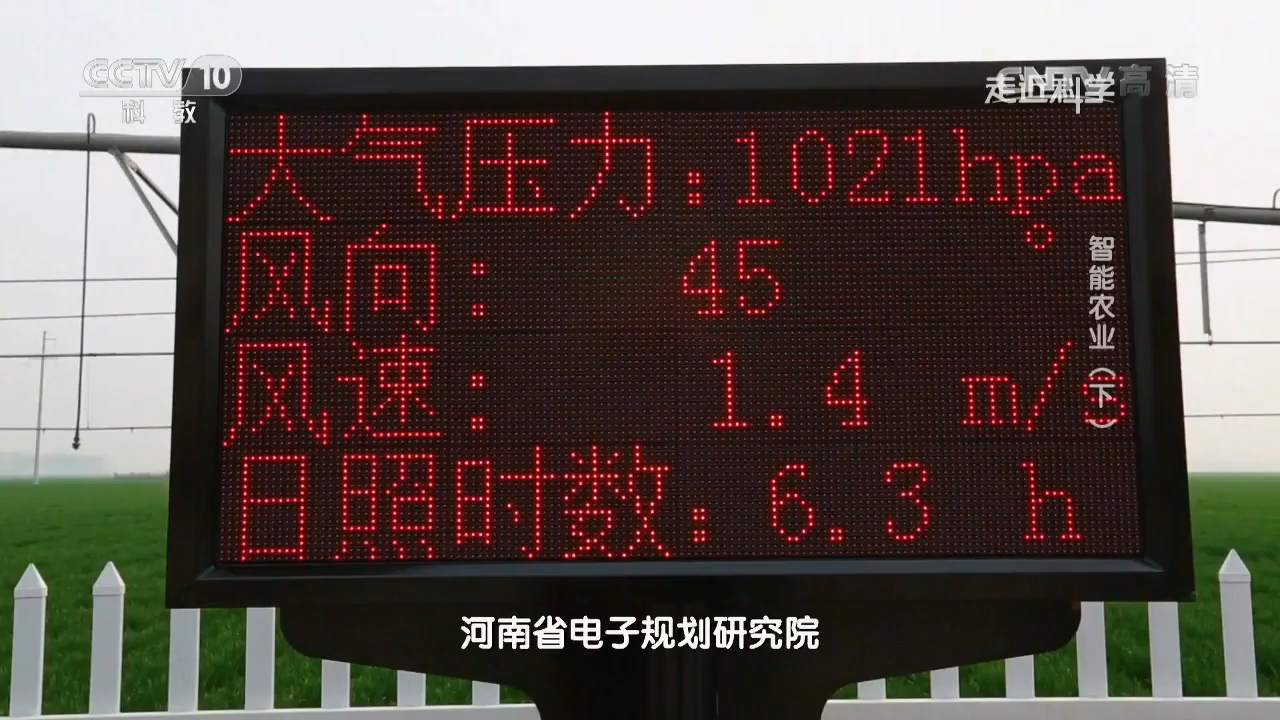 CCTV 10
科教
走近科学
CNTV 高清
大气压力:1021hpa
风向: 45 °
风速: 1.4 m/s
日照时数:6.3 h
智能农业(下)
河南省电子规划研究院